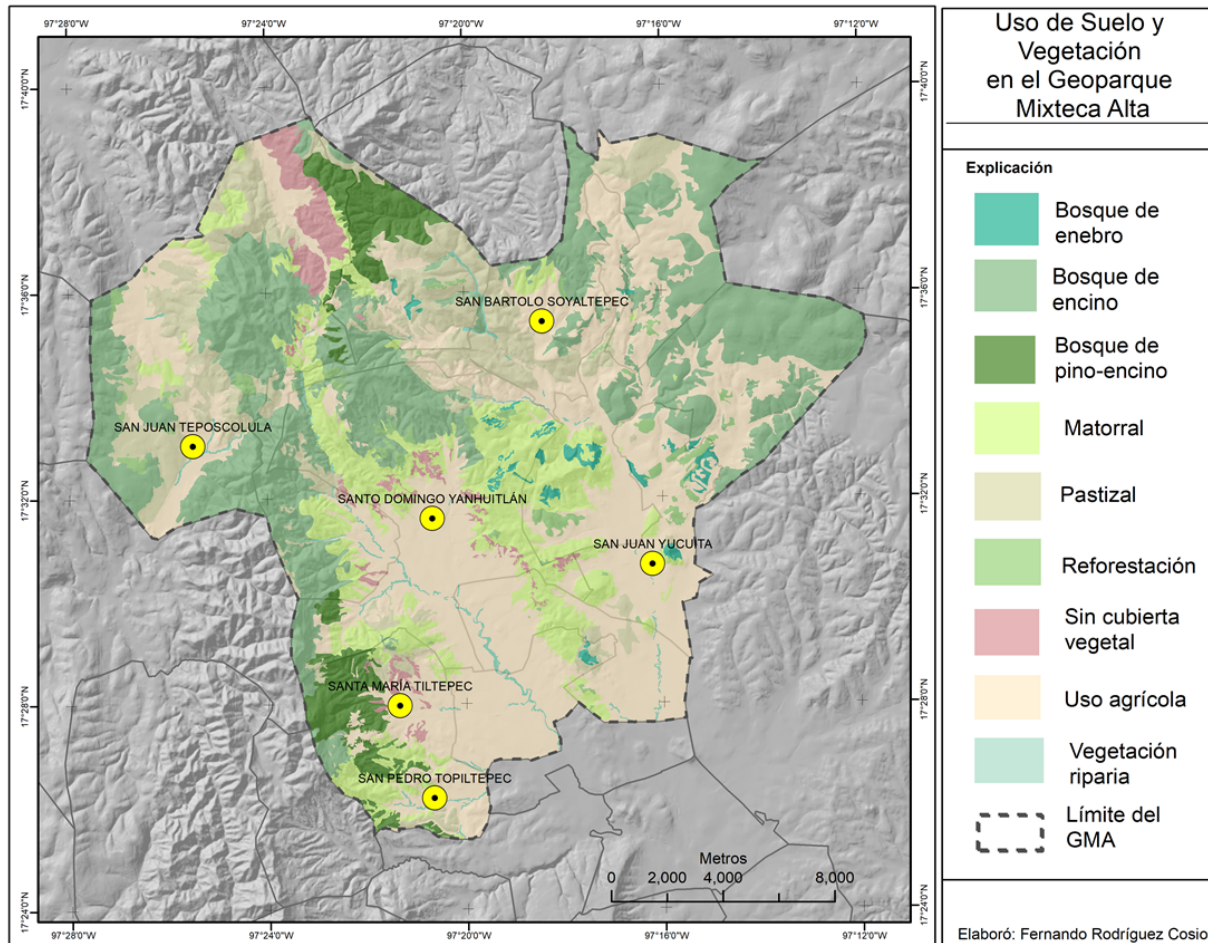 97°28'0"W
97°24'0"W
97°20'0"W
97°16'0"W
97°12'0"W
17°40'0"N
17°40'0"N
17°36'0"N
17°36'0"N
17°32'0"N
17°32'0"N
17°28'0"N
17°28'0"N
17°24'0"N
17°24'0"N
SAN BARTOLO SOYALTEPEC
SAN JUAN TEPOSCOLULA
SANTO DOMINGO YANHUITLÁN
SAN JUAN YUCUITA
SANTA MARÍA TILTEPEC
SAN PEDRO TOPILTEPEC
Metros
0 2,000 4,000 8,000
97°28'0"W
97°24'0"W
97°20'0"W
97°16'0"W
97°12'0"W
Uso de Suelo y
Vegetación
en el Geoparque
Mixteca Alta
Explicación
Bosque de
enebro
Bosque de
encino
Bosque de
pino-encino
Matorral
Pastizal
Reforestación
Sin cubierta
vegetal
Uso agrícola
Vegetación
riparia
Límite del
GMA
Elaboró: Fernando Rodríguez Cosio